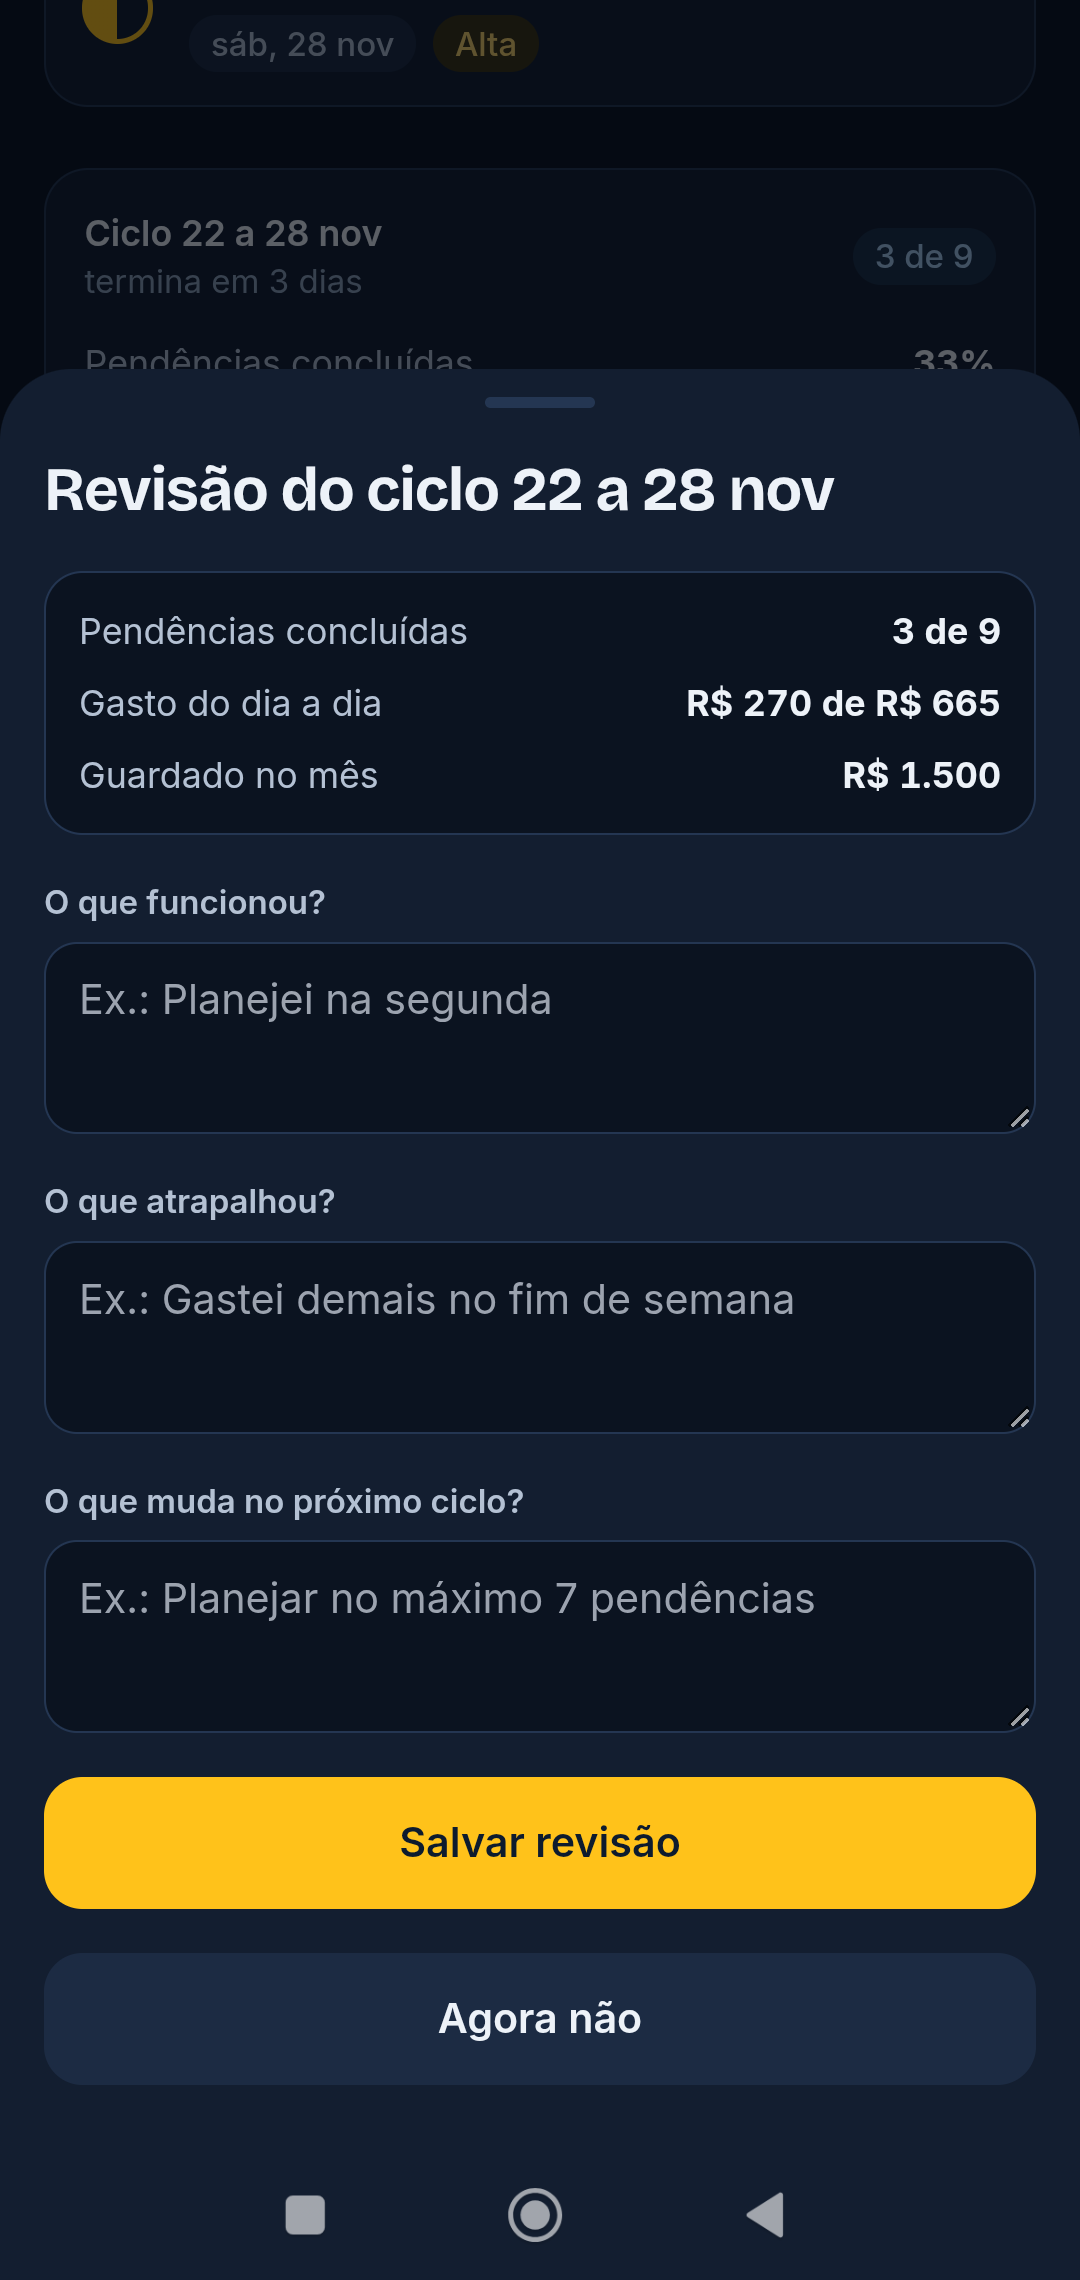 sáb, 28 nov Alta
Ciclo 22 a 28 nov
termina em 3 dias
3 de 9
Pendências concluídas 33%
Revisão do ciclo 22 a 28 nov
Pendências concluídas 3 de 9
Gasto do dia a dia R$ 270 de R$ 665
Guardado no mês R$ 1.500
O que funcionou?
Ex.: Planejei na segunda
O que atrapalhou?
Ex.: Gastei demais no fim de semana
O que muda no próximo ciclo?
Ex.: Planejar no máximo 7 pendências
Salvar revisão
Agora não